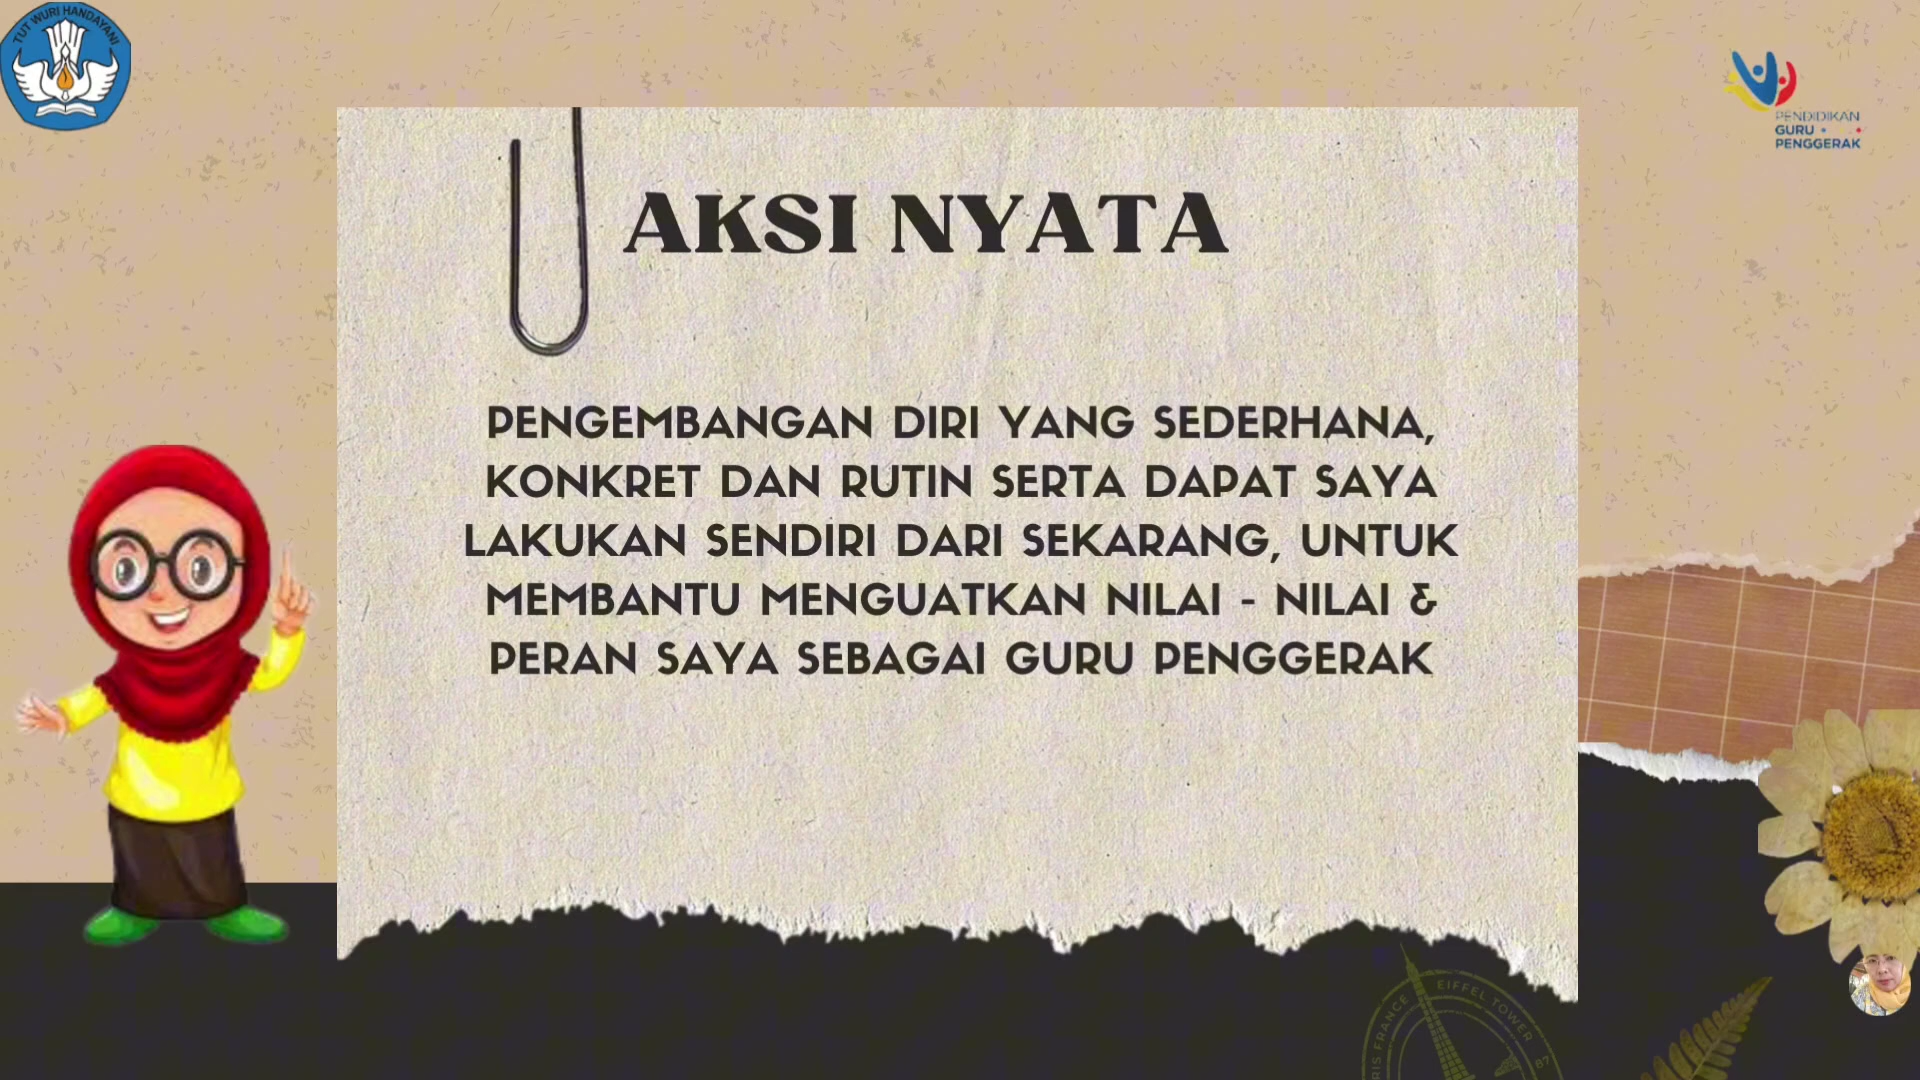 TUT WURI HANDAYANI
PENDIDIKAN
GURU
PENGGERAK
AKSI NYATA
PENGEMBANGAN DIRI YANG SEDERHANA,
KONKRET DAN RUTIN SERTA DAPAT SAYA
LAKUKAN SENDIRI DARI SEKARANG, UNTUK
MEMBANTU MENGUATKAN NILAI - NILAI &
PERAN SAYA SEBAGAI GURU PENGGERAK
EIFFEL TOWER
FRANCE